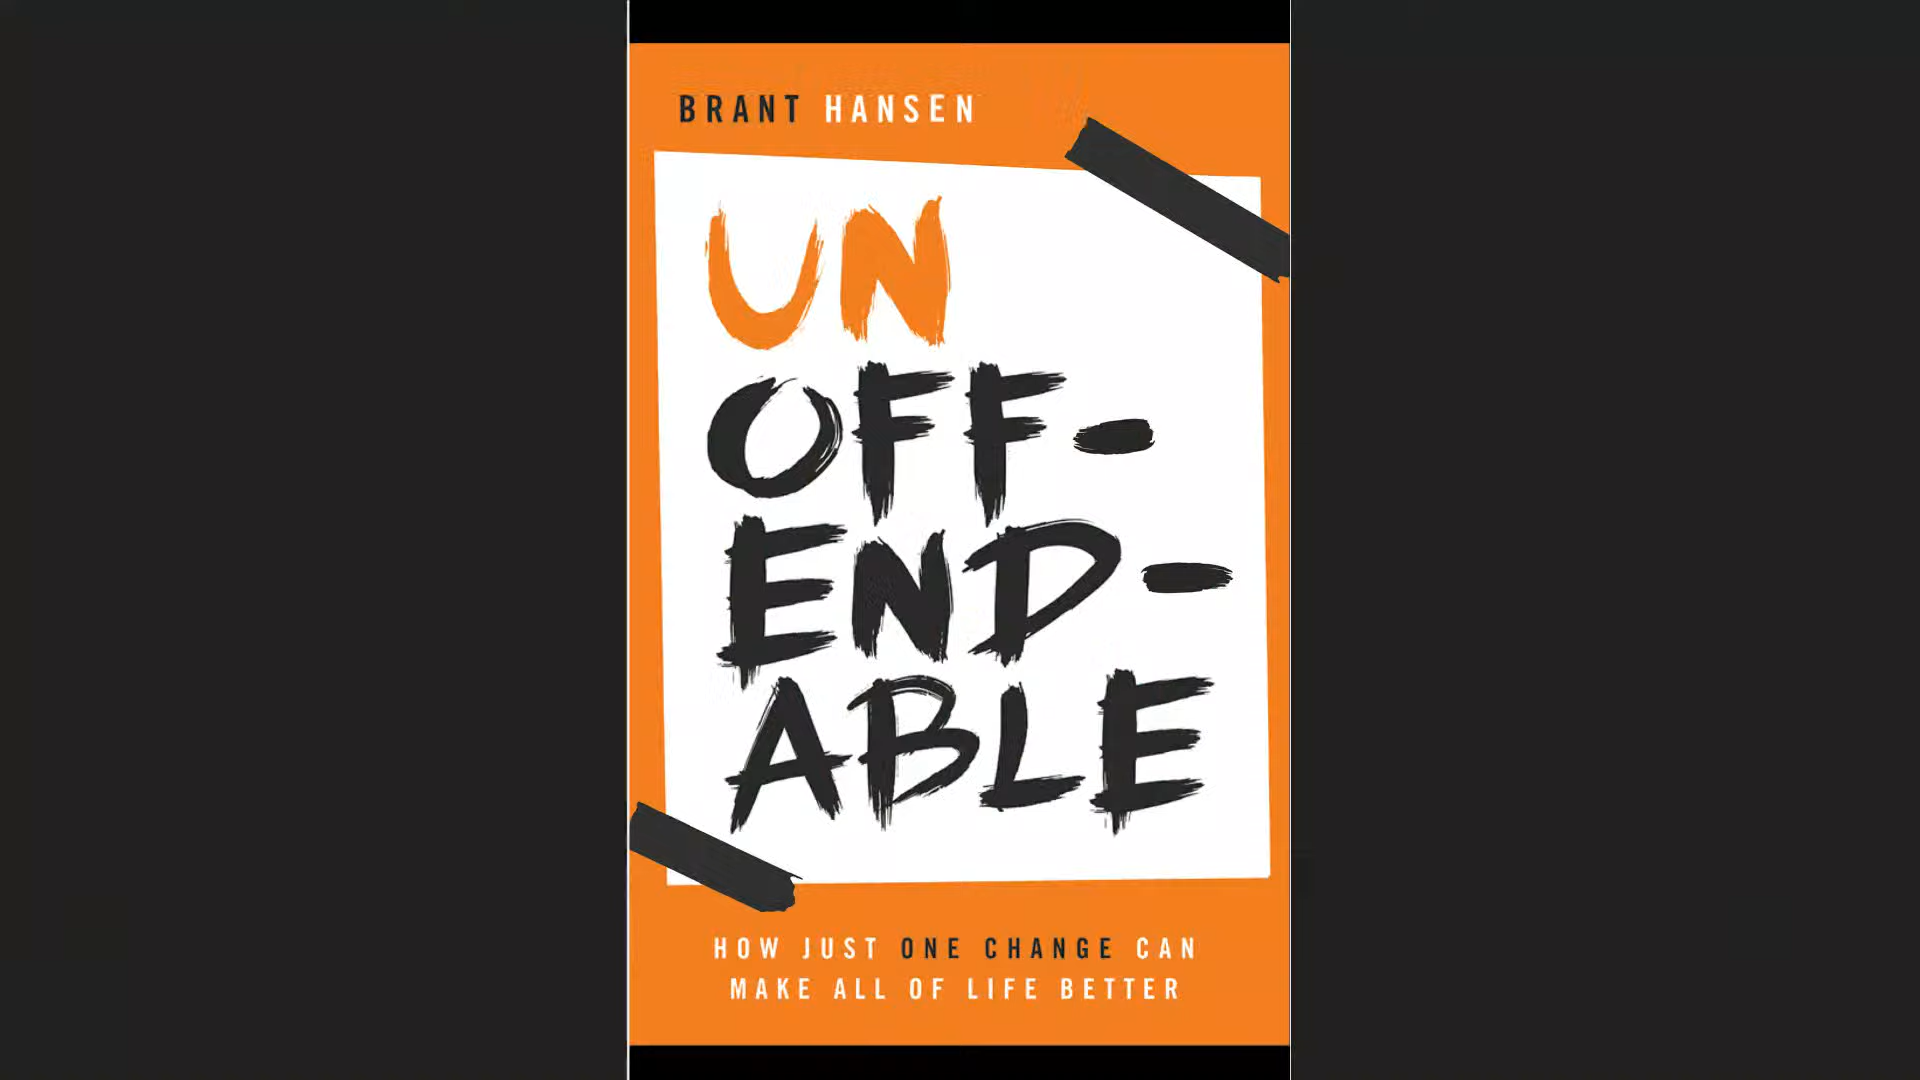 BRANT HANSEN
UN
OFF-
END-
ABLE
HOW JUST ONE CHANGE CAN
MAKE ALL OF LIFE BETTER